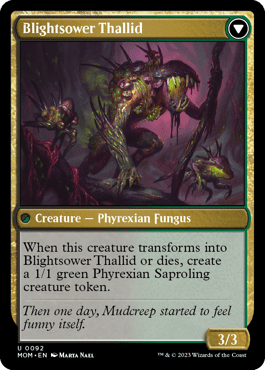 Blightsower Thallid
Creature — Phyrexian Fungus
When this creature transforms into
Blightsower Thallid or dies, create
a 1/1 green Phyrexian Saproling
creature token.
Then one day, Mudcreep started to feel
funny itself.
3/3
U 0092
MOM • EN Marta Nael
™ & © 2023 Wizards of the Coast